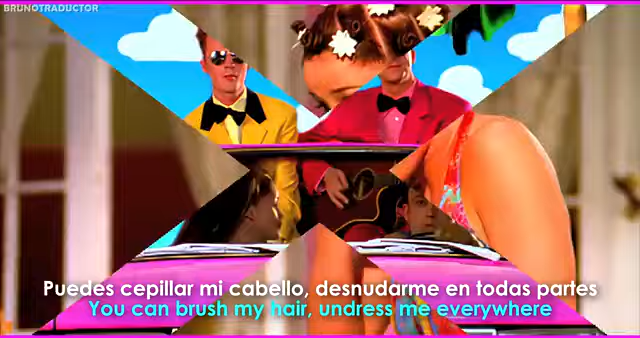 BRUNOTRADUCTOR
Puedes cepillar mi cabello, desnudarme en todas partes
You can brush my hair, undress me everywhere